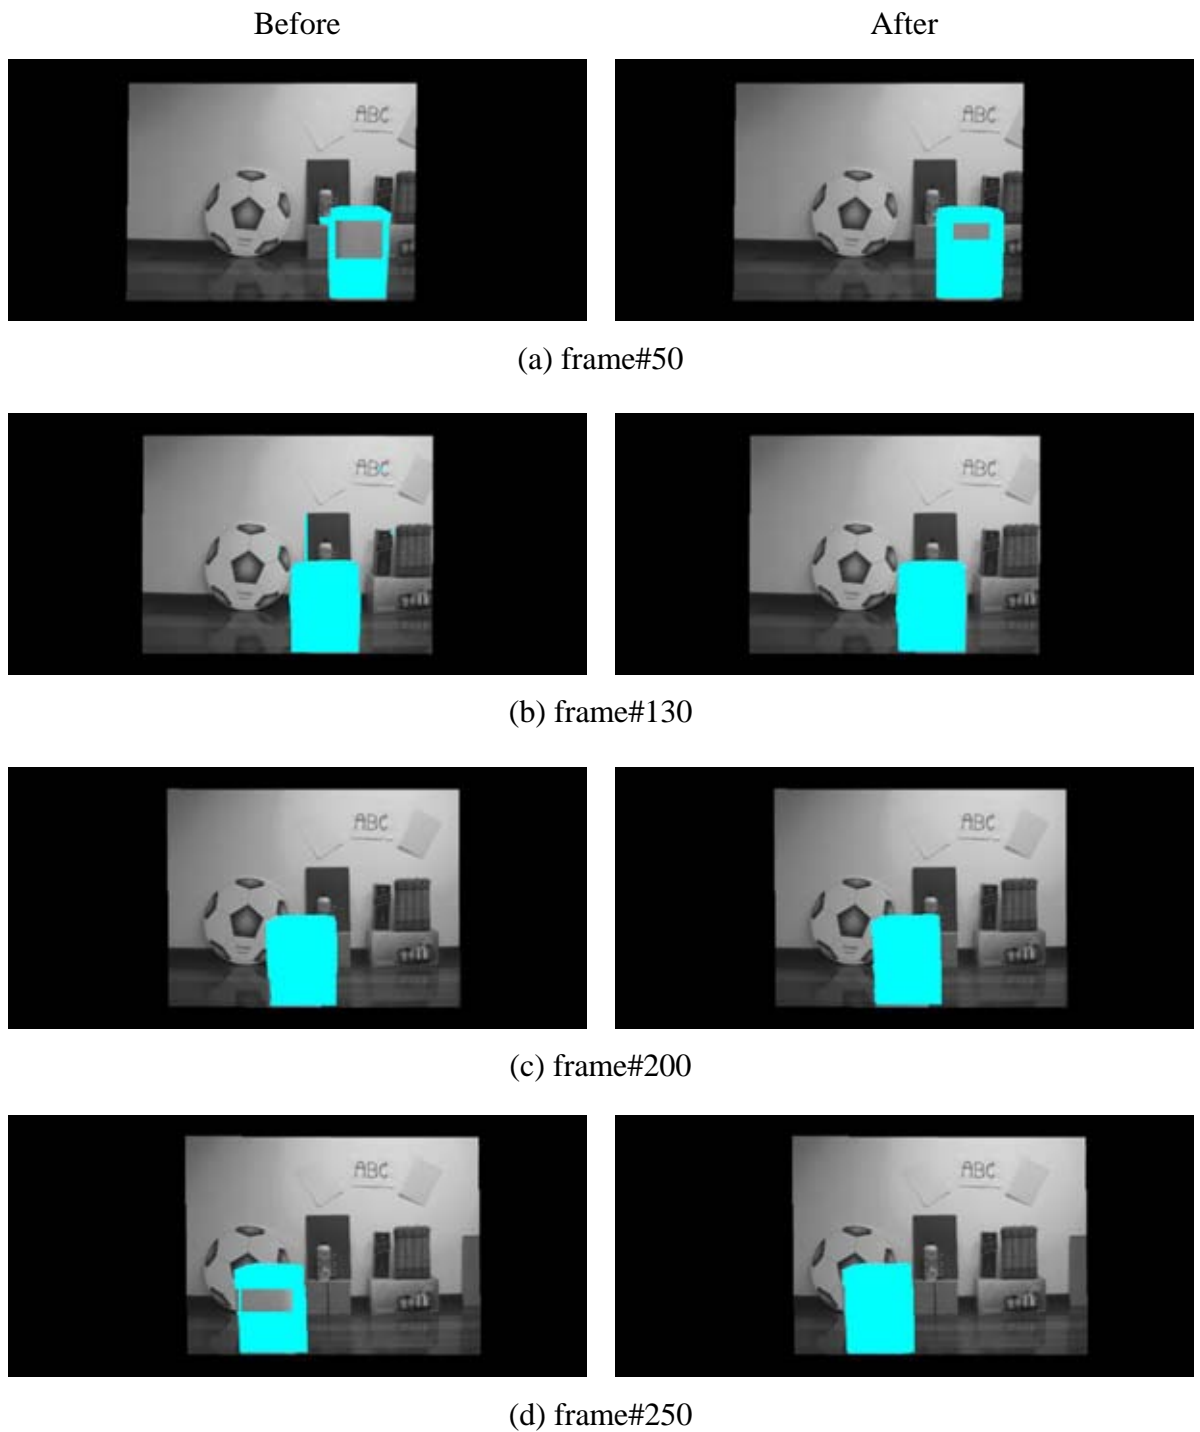 Before After
ABC ABC
(a) frame#50
ABC ABC
(b) frame#130
ABC ABC
(c) frame#200
ABC ABC
(d) frame#250